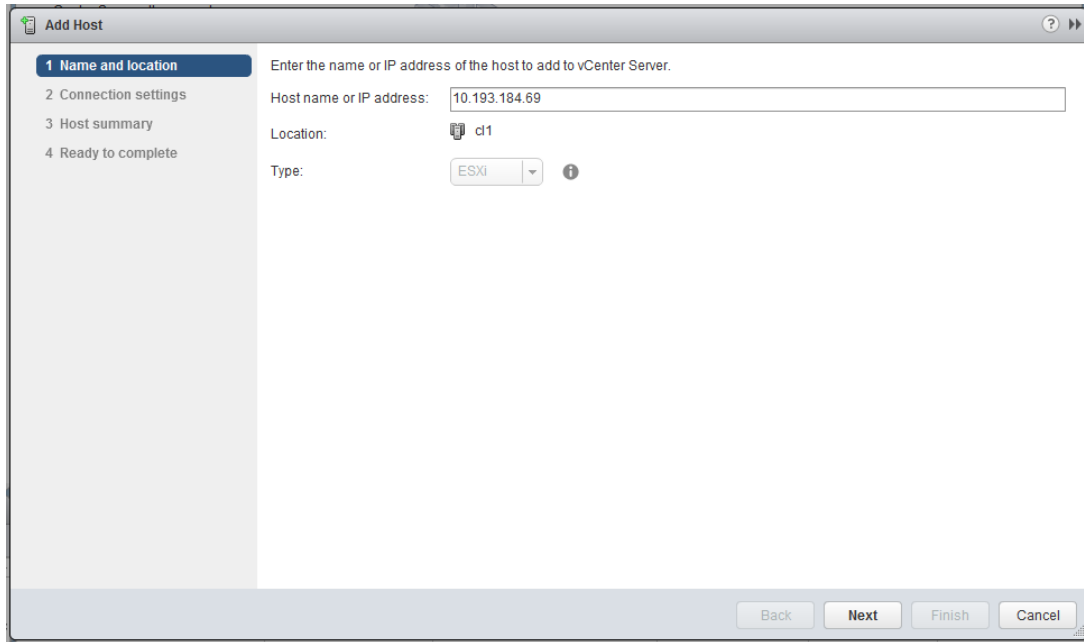 Add Host
1 Name and location
2 Connection settings
3 Host summary
4 Ready to complete
Enter the name or IP address of the host to add to vCenter Server.
Host name or IP address: 10.193.184.69
Location: cl1
Type: ESXi
Back Next Finish Cancel